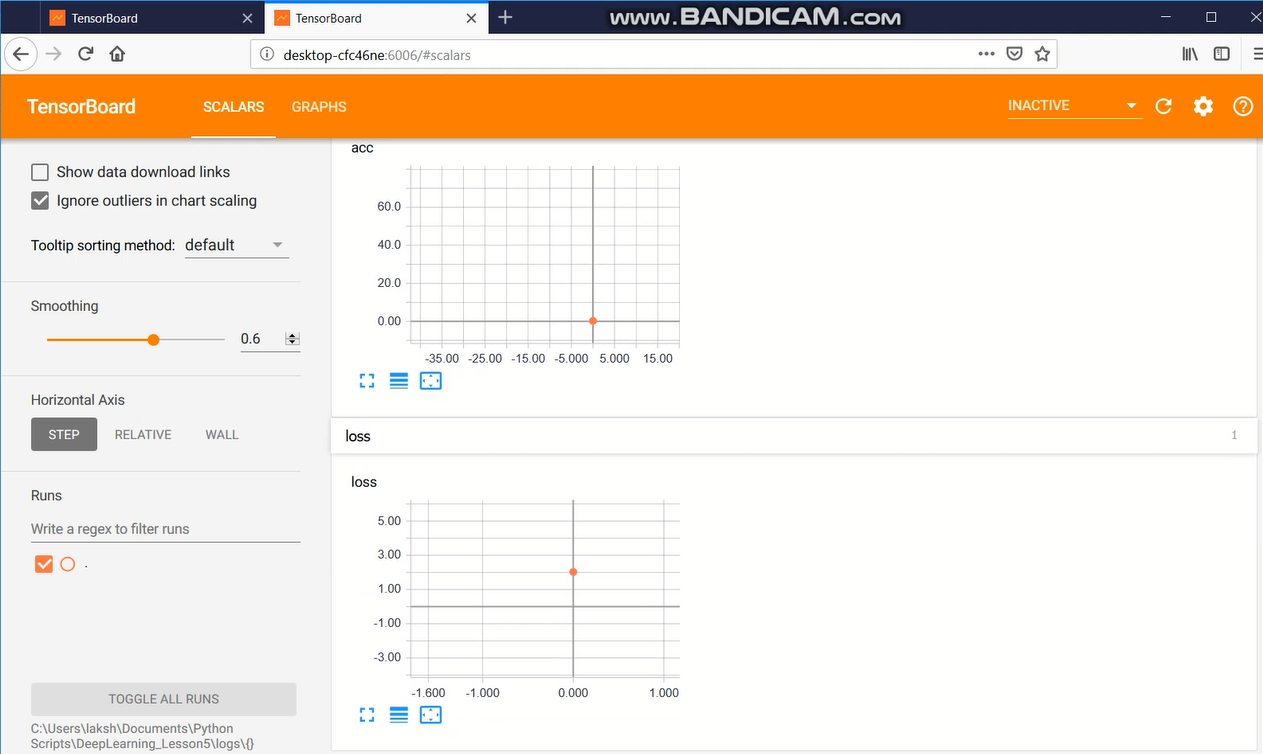 TensorBoard
TensorBoard
www.BANDICAM.com
desktop-cfc46ne:6006/#scalars
TensorBoard
SCALARS
GRAPHS
INACTIVE
Show data download links
Ignore outliers in chart scaling
Tooltip sorting method: default
Smoothing
0.6
Horizontal Axis
STEP
RELATIVE
WALL
Runs
Write a regex to filter runs
.
TOGGLE ALL RUNS
C:\Users\laksh\Documents\Python
Scripts\DeepLearning_Lesson5\logs\{}
acc
60.0
40.0
20.0
0.00
-35.00 -25.00 -15.00 -5.000 5.000 15.00
loss
1
loss
5.00
3.00
1.00
-1.00
-3.00
-1.600 -1.000 0.000 1.000